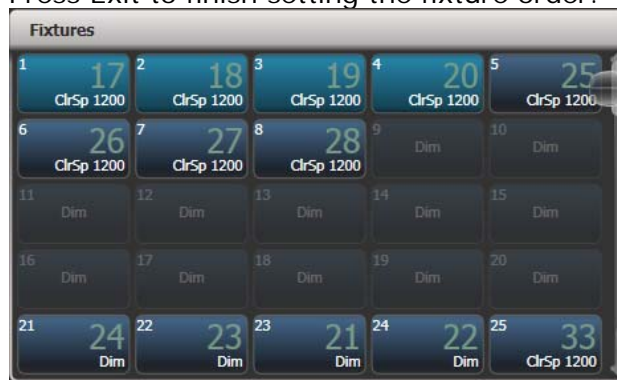 Press Exit to finish setting the fixture order.
Fixtures
1 17 2 18 3 19 4 20 5 25
ClrSp 1200 ClrSp 1200 ClrSp 1200 ClrSp 1200 ClrSp 1200
6 26 7 27 8 28 9 10
ClrSp 1200 ClrSp 1200 ClrSp 1200 Dim Dim
11 12 13 14 15
Dim Dim Dim Dim Dim
16 17 18 19 20
Dim Dim Dim Dim Dim
21 24 22 23 23 21 24 22 25 33
Dim Dim Dim Dim ClrSp 1200